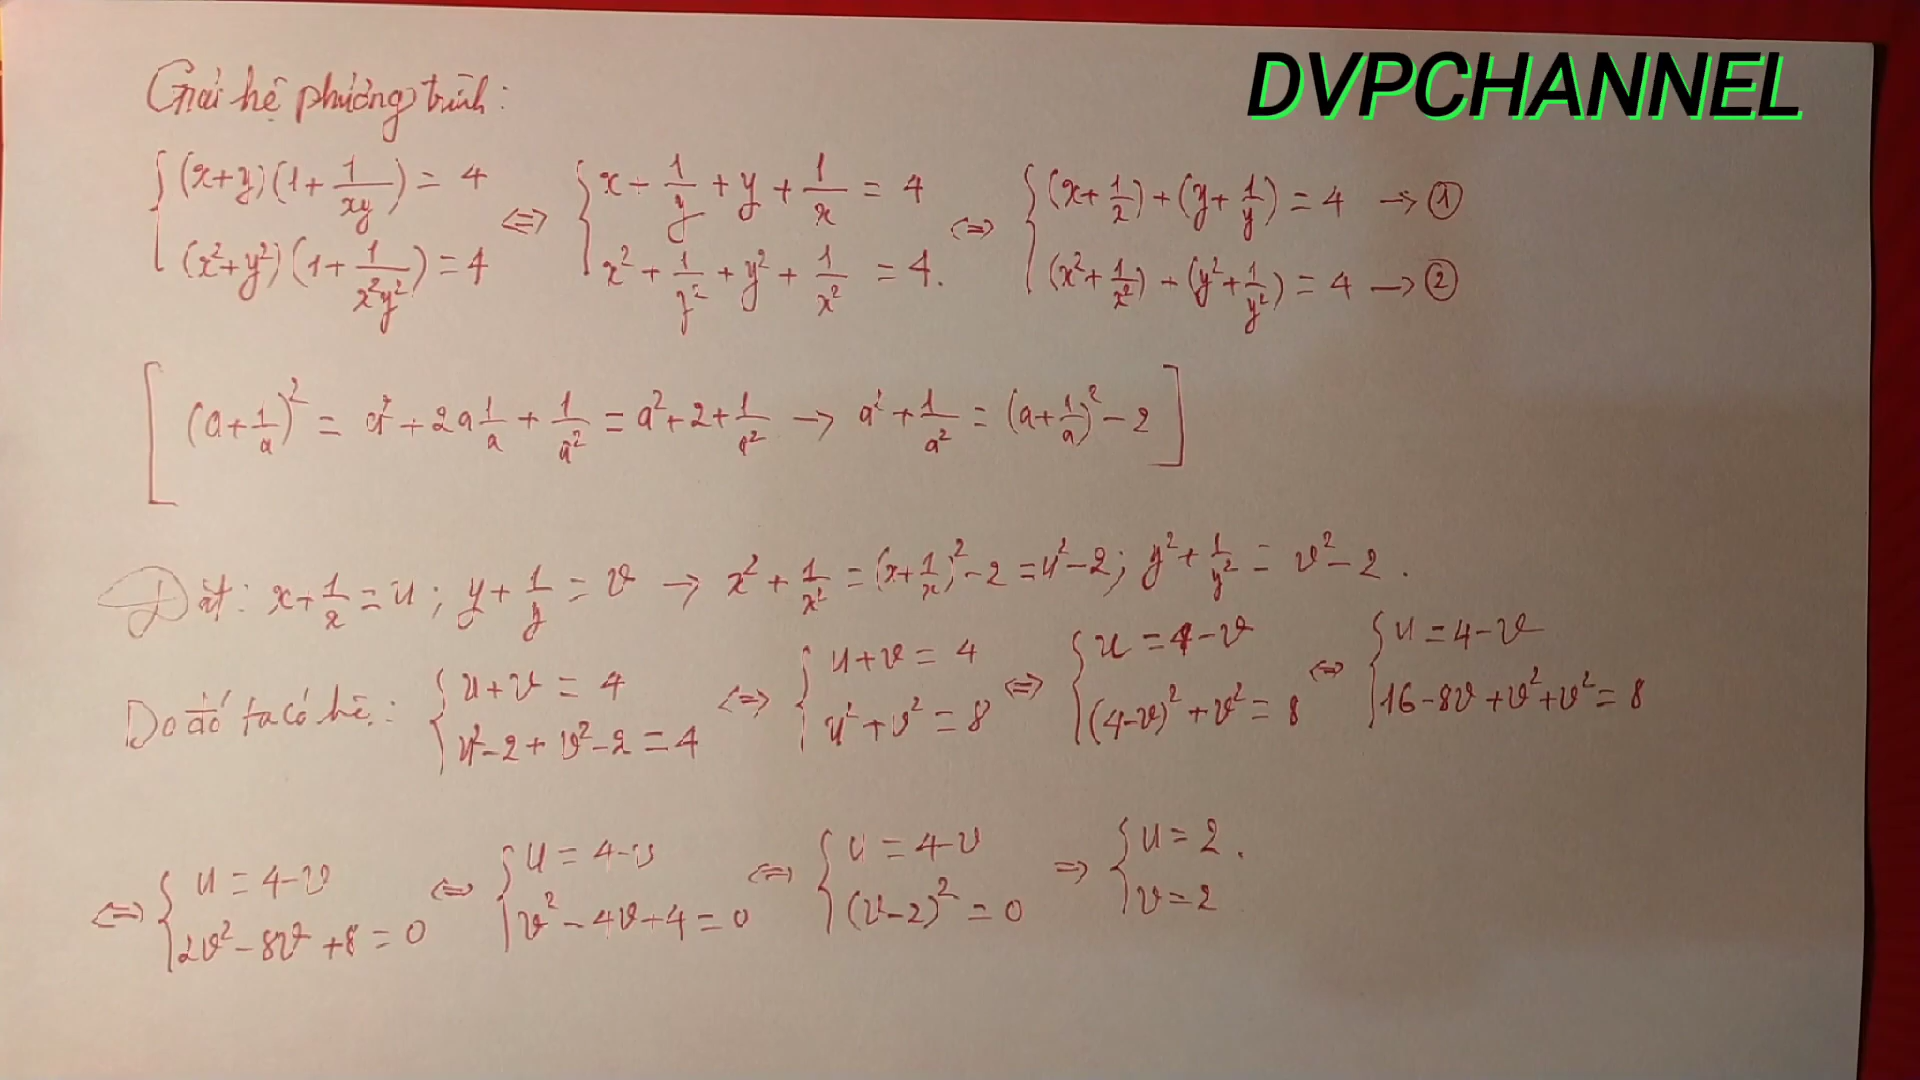 DVPCHANNEL
Giải hệ phương trình:
{ (x+y)(1+1/xy) = 4 ⇔ { x + 1/y + y + 1/x = 4 ⇔ { (x+1/x)+(y+1/y) = 4 → ①
(x²+y²)(1+1/x²y²) = 4 x² + 1/y² + y² + 1/x² = 4. (x²+1/x²)+(y²+1/y²) = 4 → ②
[ (a+1/a)² = a²+2a1/a+1/a² = a²+2+1/a² → a²+1/a² = (a+1/a)²-2 ]
Đặt: x+1/x = u ; y+1/y = v → x²+1/x² = (x+1/x)²-2 = u²-2; y²+1/y² = v²-2.
Do đó ta có hệ: { u+v = 4 ⇔ { u+v = 4 ⇔ { u = 4-v ⇔ { u = 4-v
u²-2+v²-2 = 4 u²+v² = 8 (4-v)²+v² = 8 16-8v+v²+v² = 8
⇔ { u = 4-v ⇔ { u = 4-v ⇔ { u = 4-v ⇒ { u = 2.
2v²-8v+8 = 0 v²-4v+4 = 0 (v-2)² = 0 v = 2